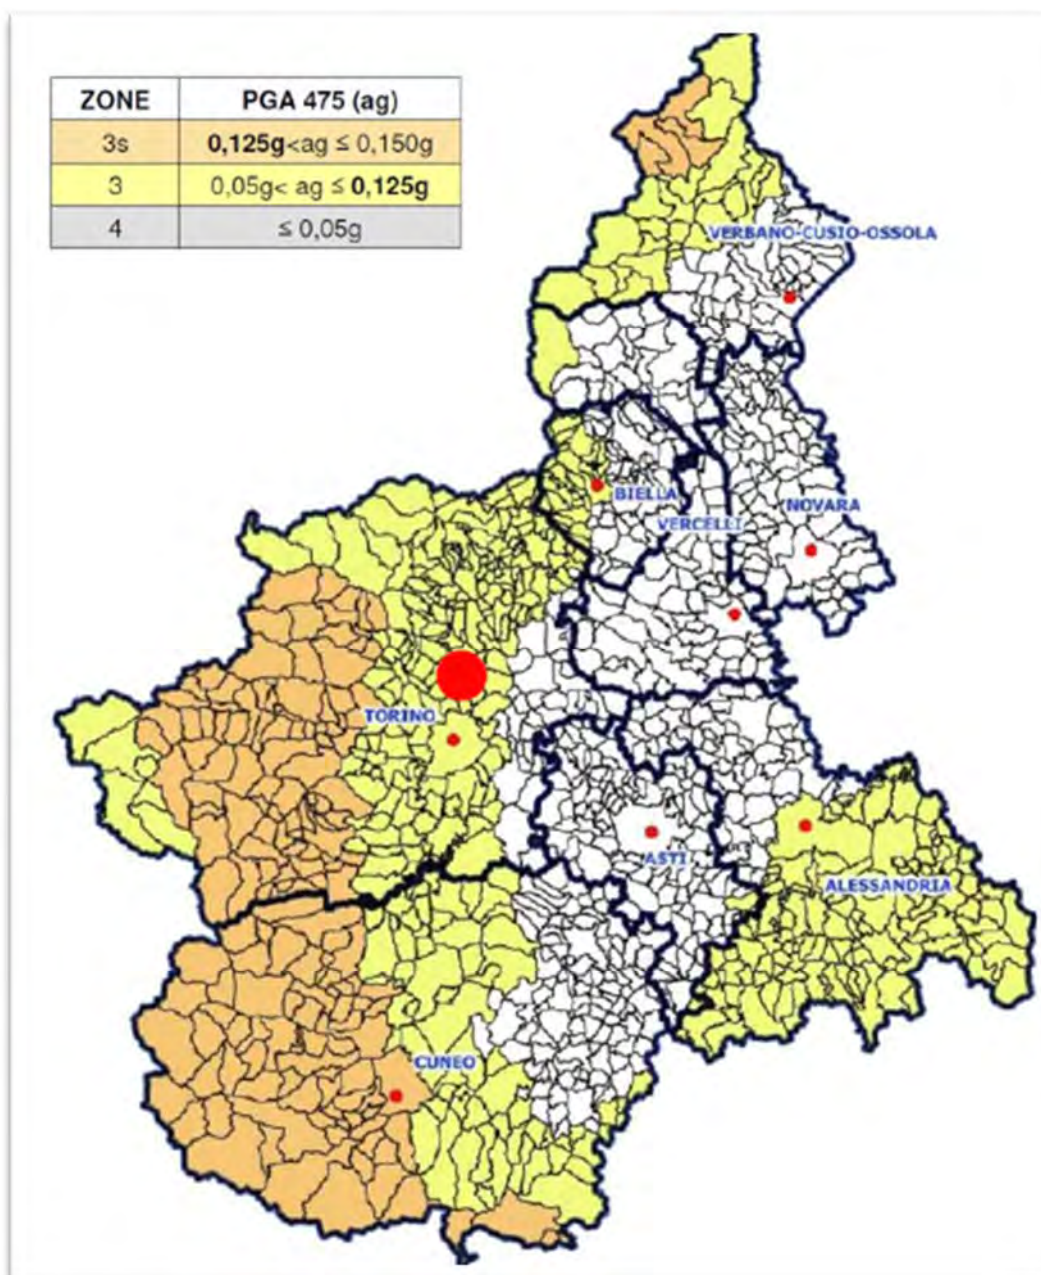 ZONE PGA 475 (ag)
3s 0,125g<ag ≤ 0,150g
3 0,05g< ag ≤ 0,125g
4 ≤ 0,05g
VERBANO-CUSIO-OSSOLA
BIELLA
NOVARA
VERCELLI
TORINO
ASTI
ALESSANDRIA
CUNEO